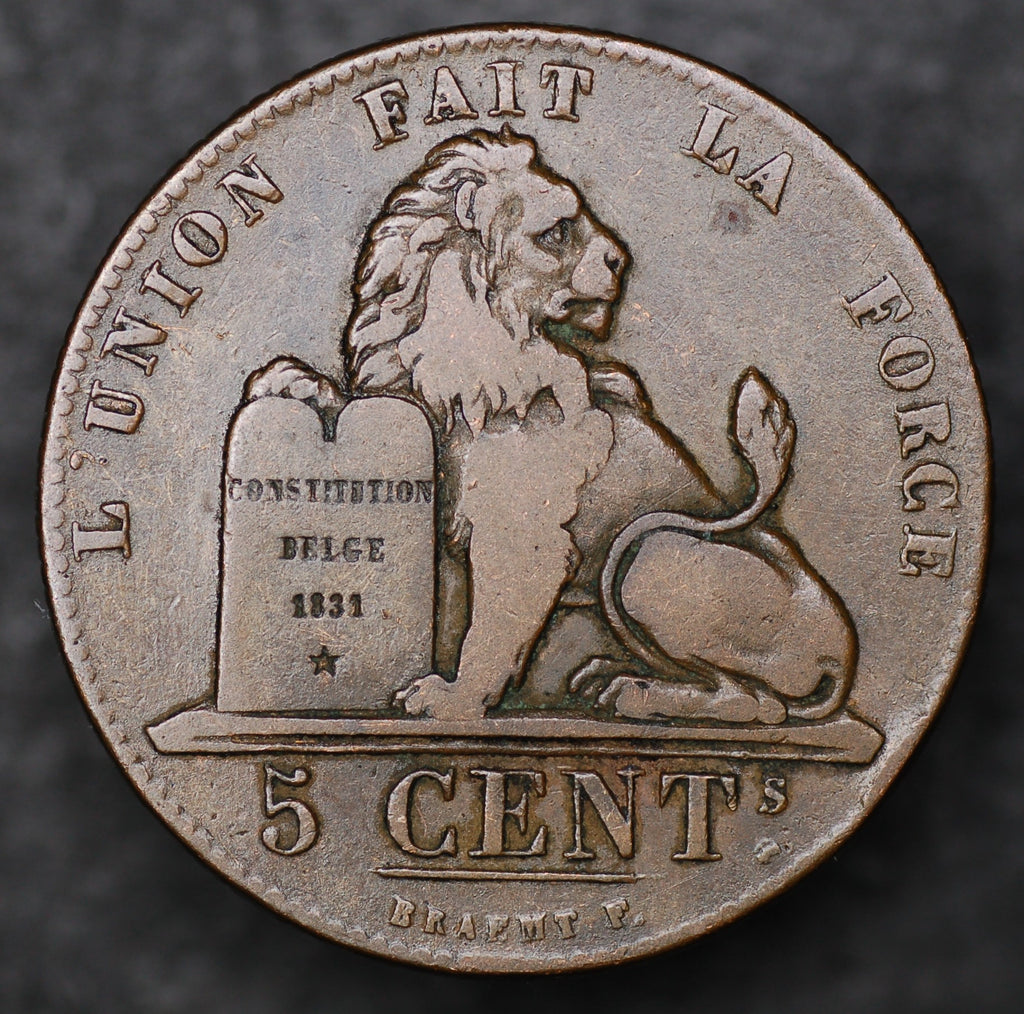 L'UNION FAIT LA FORCE
CONSTITUTION
BELGE
1831
5 CENTS
BRAEMT F.